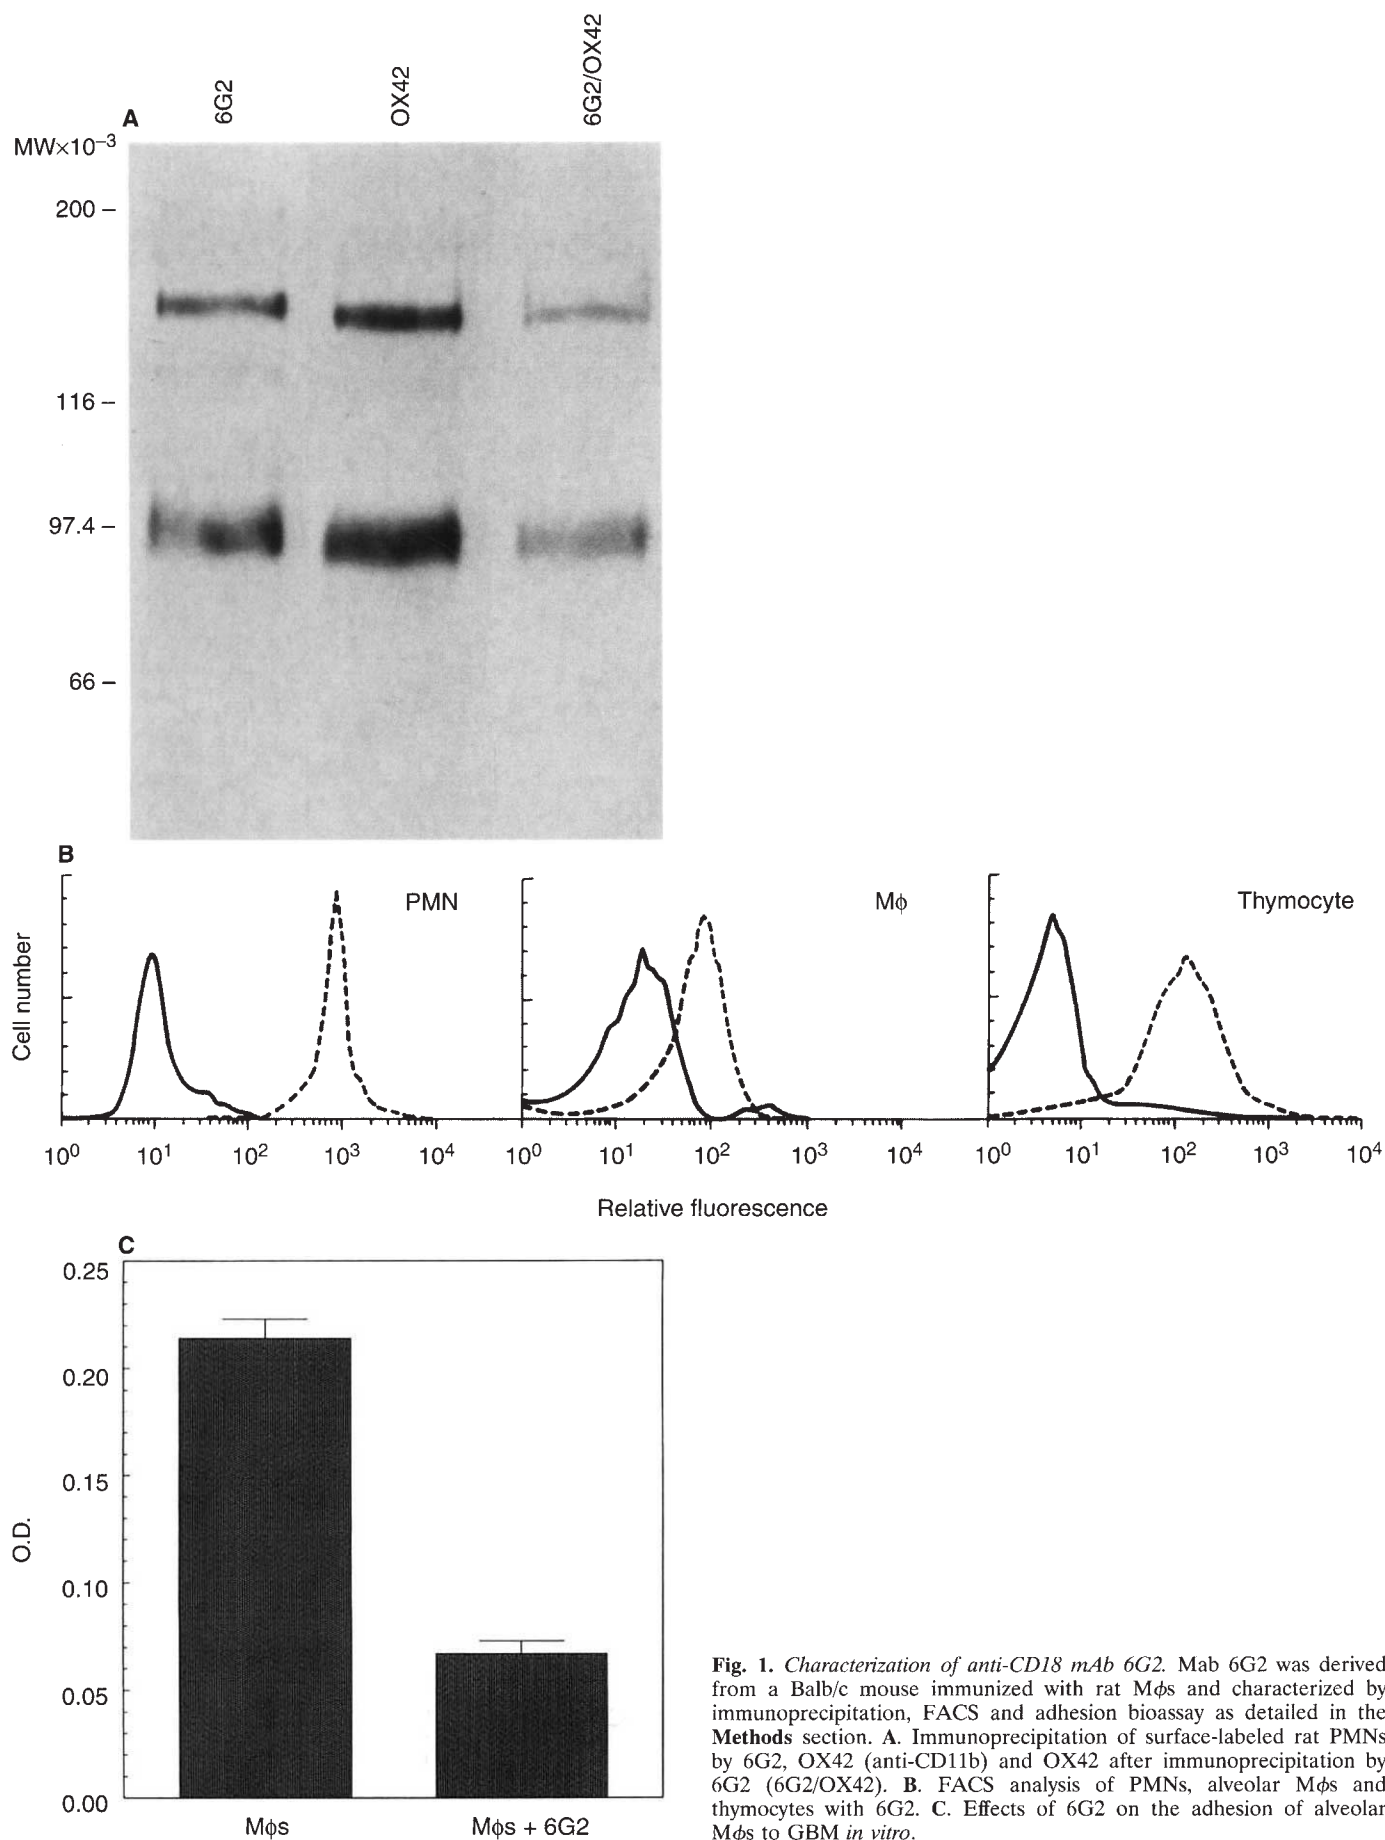 6G2
OX42
6G2/OX42
A
MW×10⁻³
200 –
116 –
97.4 –
66 –
B
Cell number
PMN
Mϕ
Thymocyte
10⁰ 10¹ 10² 10³ 10⁴
10⁰ 10¹ 10² 10³ 10⁴
10⁰ 10¹ 10² 10³ 10⁴
Relative fluorescence
C
0.25
0.20
0.15
0.10
0.05
0.00
O.D.
Mϕs
Mϕs + 6G2
Fig. 1. Characterization of anti-CD18 mAb 6G2. Mab 6G2 was derived
from a Balb/c mouse immunized with rat Mϕs and characterized by
immunoprecipitation, FACS and adhesion bioassay as detailed in the
Methods section. A. Immunoprecipitation of surface-labeled rat PMNs
by 6G2, OX42 (anti-CD11b) and OX42 after immunoprecipitation by
6G2 (6G2/OX42). B. FACS analysis of PMNs, alveolar Mϕs and
thymocytes with 6G2. C. Effects of 6G2 on the adhesion of alveolar
Mϕs to GBM in vitro.